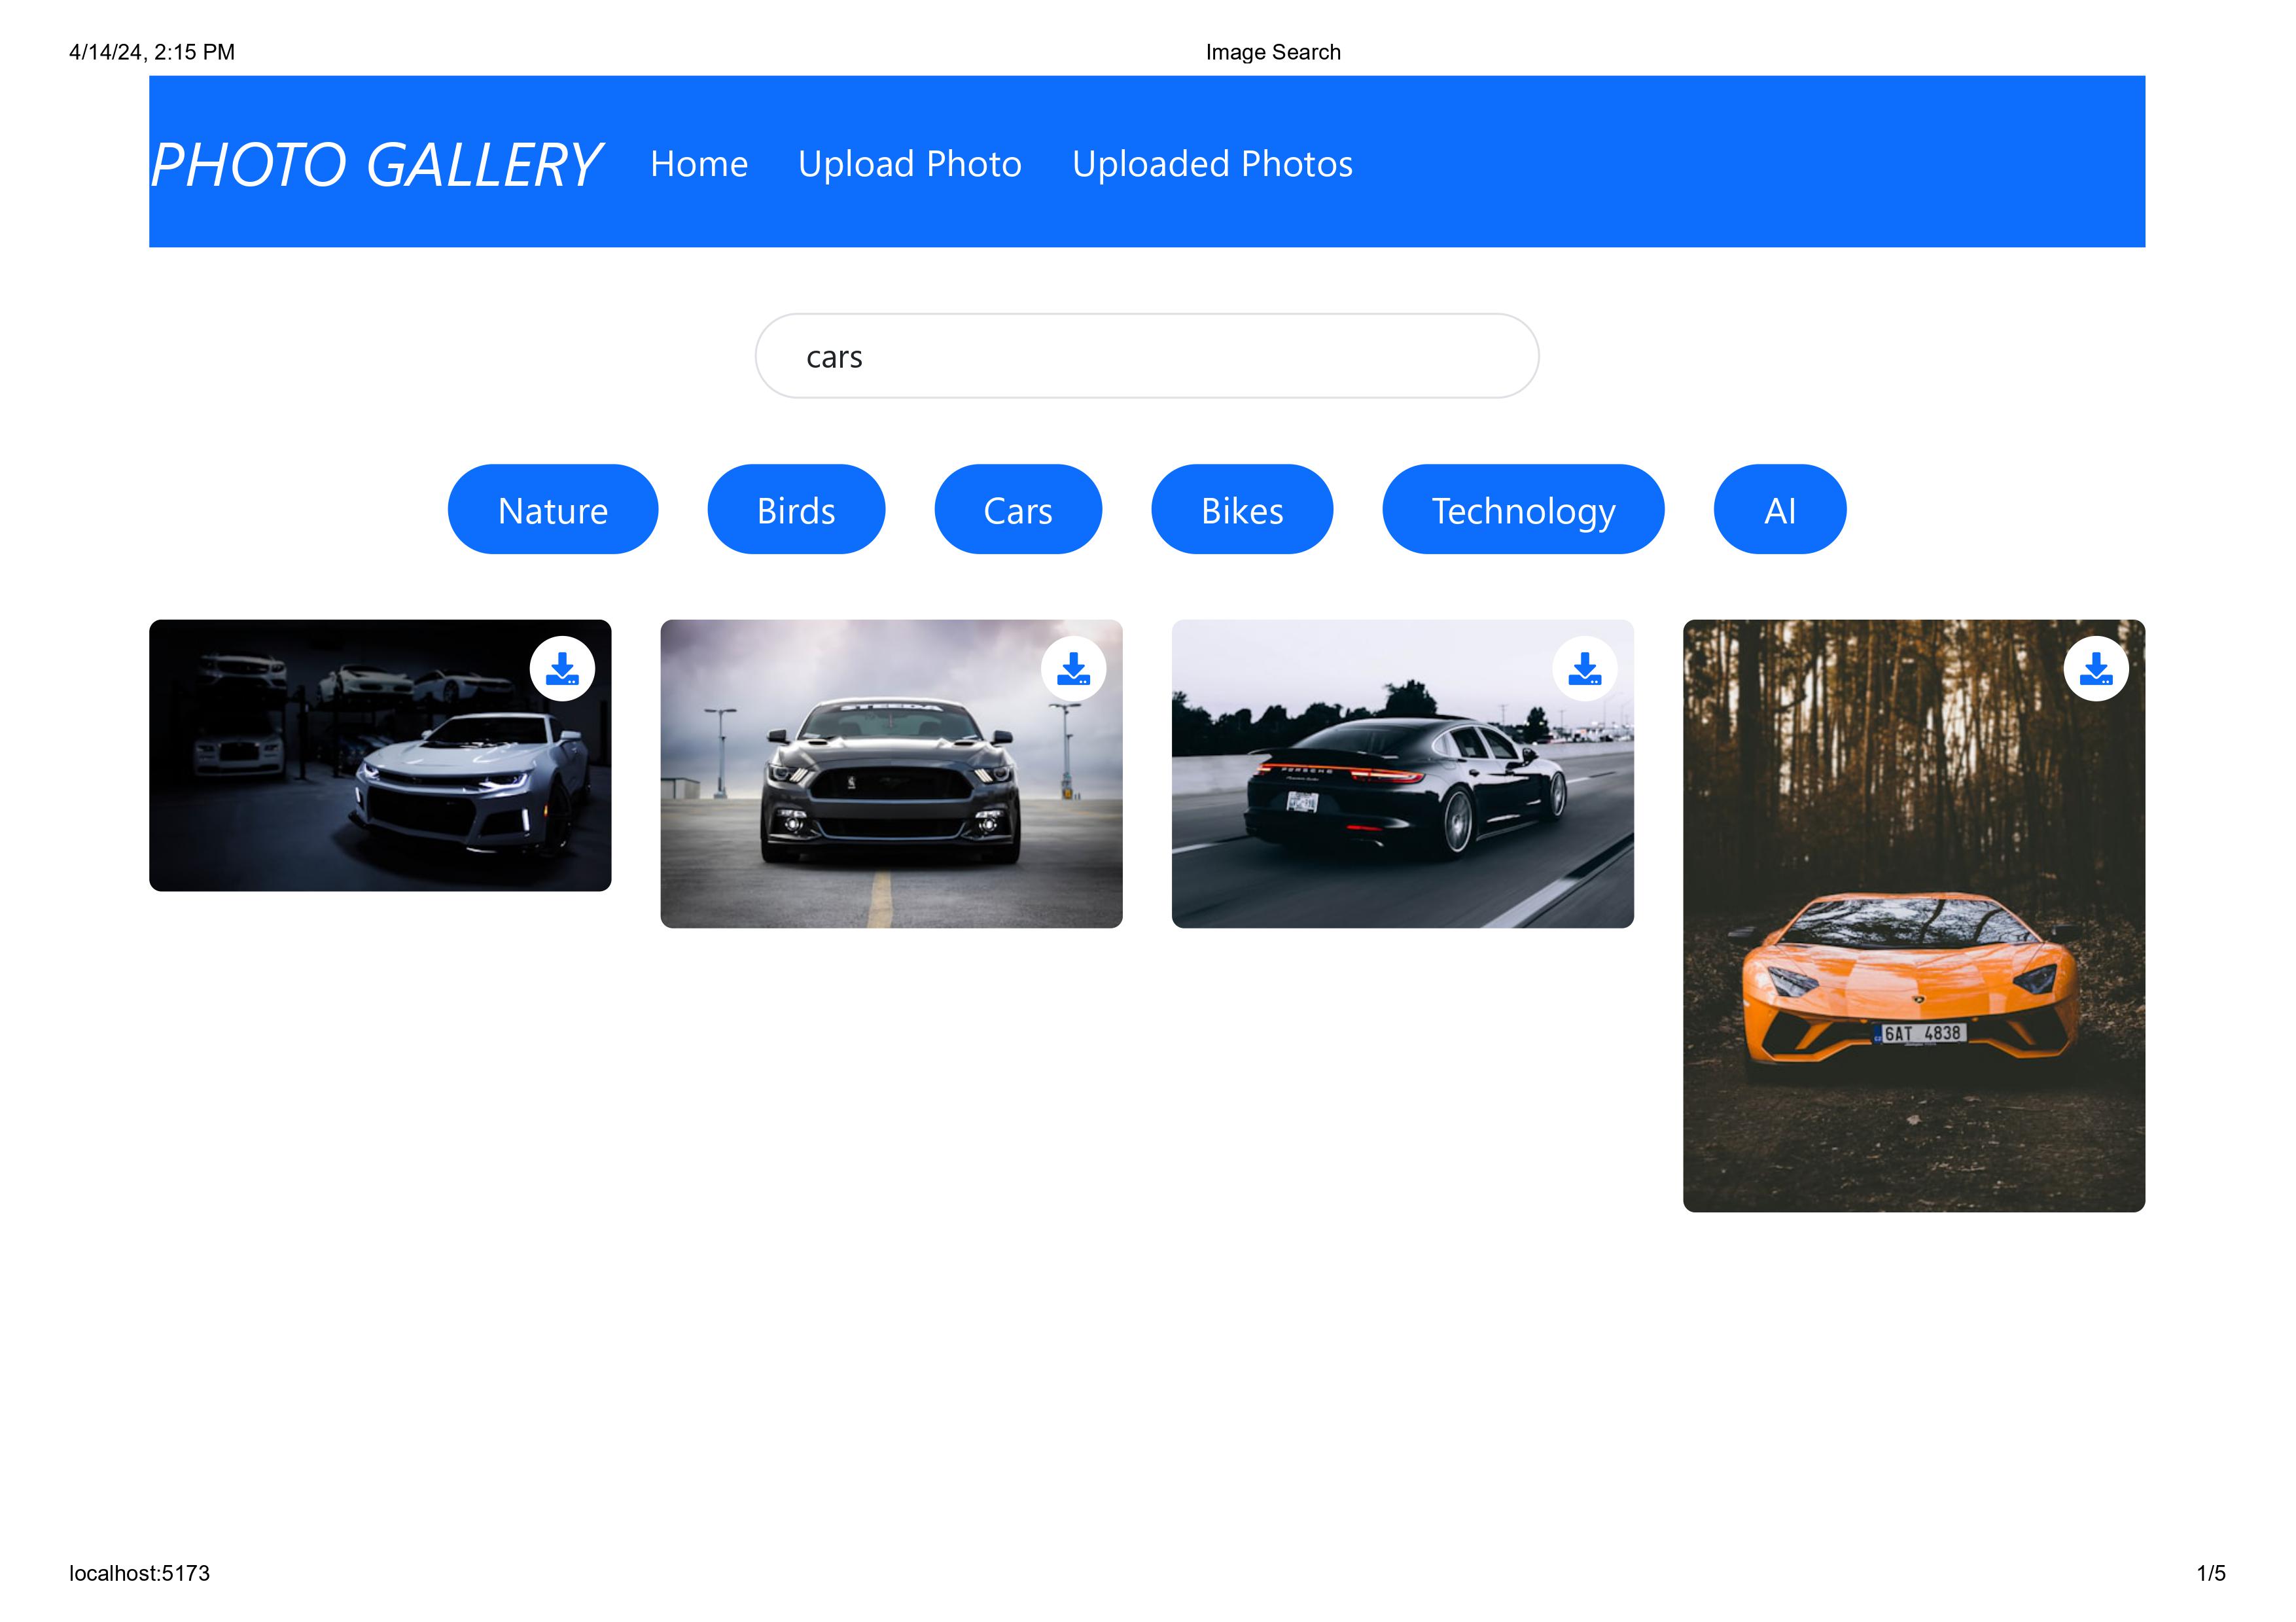 4/14/24, 2:15 PM
Image Search
PHOTO GALLERY
Home
Upload Photo
Uploaded Photos
cars
Nature
Birds
Cars
Bikes
Technology
AI
STEEDA
PORSCHE
6AT 4838
localhost:5173
1/5